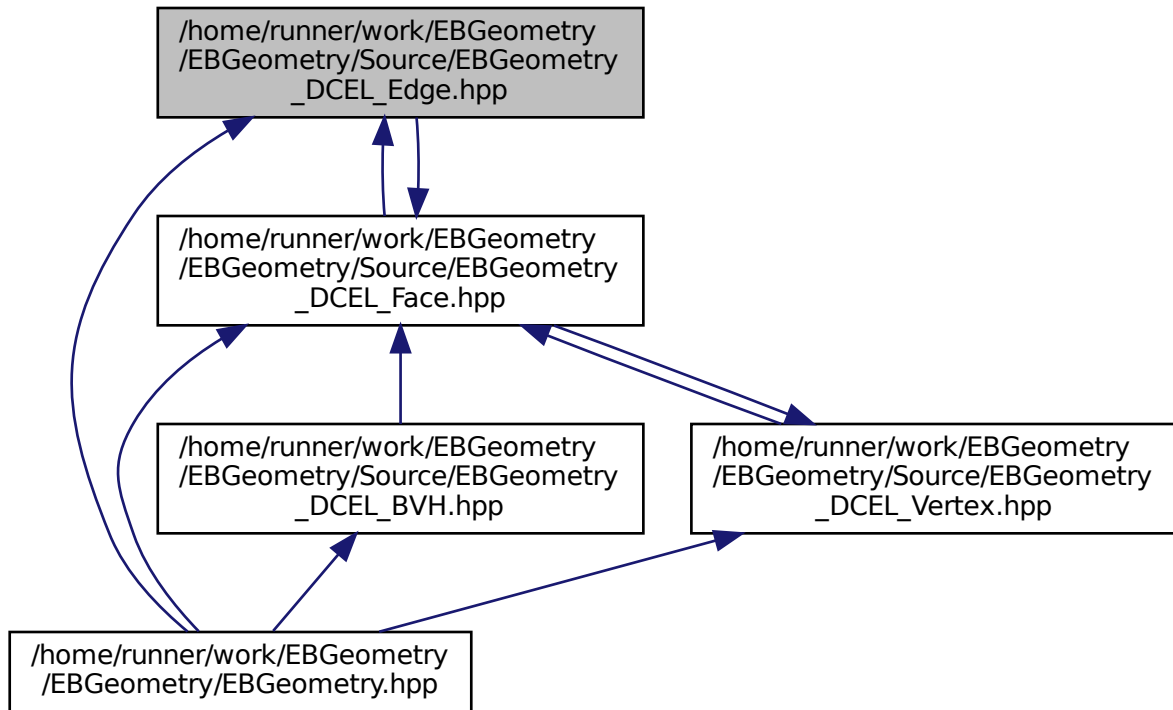 /home/runner/work/EBGeometry
/EBGeometry/Source/EBGeometry
_DCEL_Edge.hpp
/home/runner/work/EBGeometry
/EBGeometry/Source/EBGeometry
_DCEL_Face.hpp
/home/runner/work/EBGeometry
/EBGeometry/Source/EBGeometry
_DCEL_BVH.hpp
/home/runner/work/EBGeometry
/EBGeometry/Source/EBGeometry
_DCEL_Vertex.hpp
/home/runner/work/EBGeometry
/EBGeometry/EBGeometry.hpp